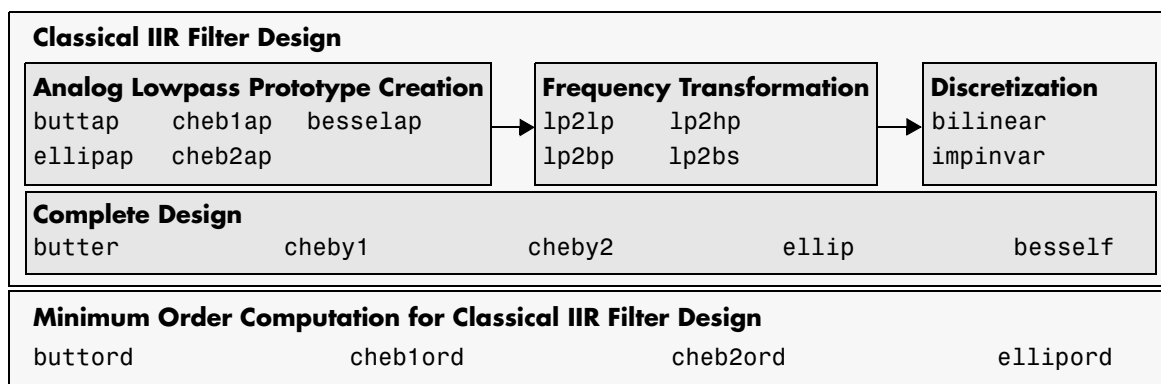 Classical IIR Filter Design
Analog Lowpass Prototype Creation
buttap cheb1ap besselap
ellipap cheb2ap
Frequency Transformation
lp2lp lp2hp
lp2bp lp2bs
Discretization
bilinear
impinvar
Complete Design
butter cheby1 cheby2 ellip besself
Minimum Order Computation for Classical IIR Filter Design
buttord cheb1ord cheb2ord ellipord